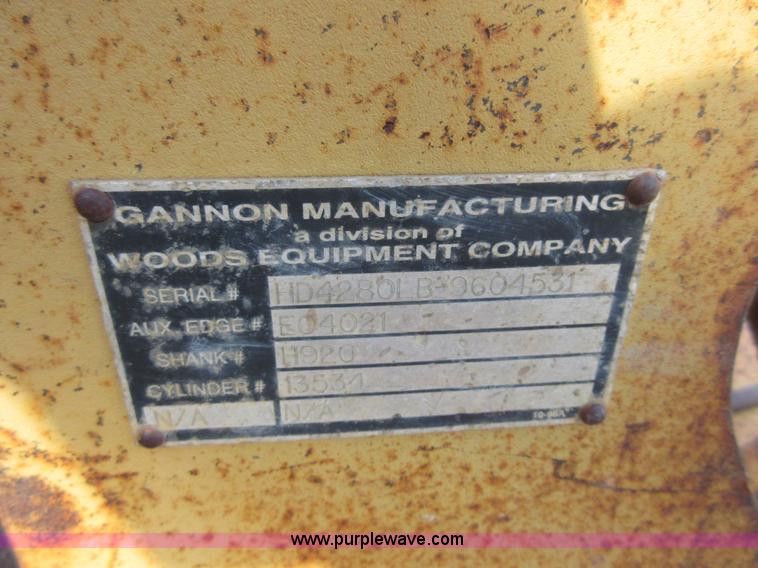 GANNON MANUFACTURING
a division of
WOODS EQUIPMENT COMPANY
SERIAL # HD4280LB-9604531
AUX. EDGE # E04021
SHANK # H920
CYLINDER # 13534
N/A N/A
www.purplewave.com